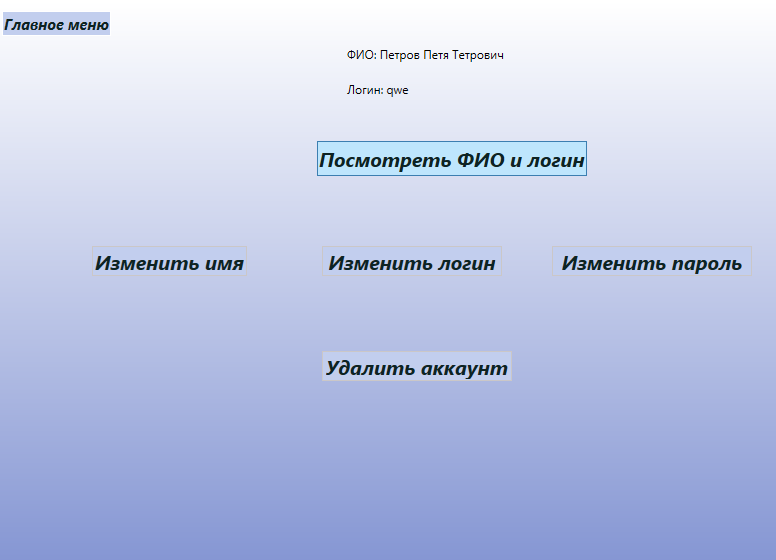 Главное меню
ФИО: Петров Петя Тетрович
Логин: qwe
Посмотреть ФИО и логин
Изменить имя
Изменить логин
Изменить пароль
Удалить аккаунт